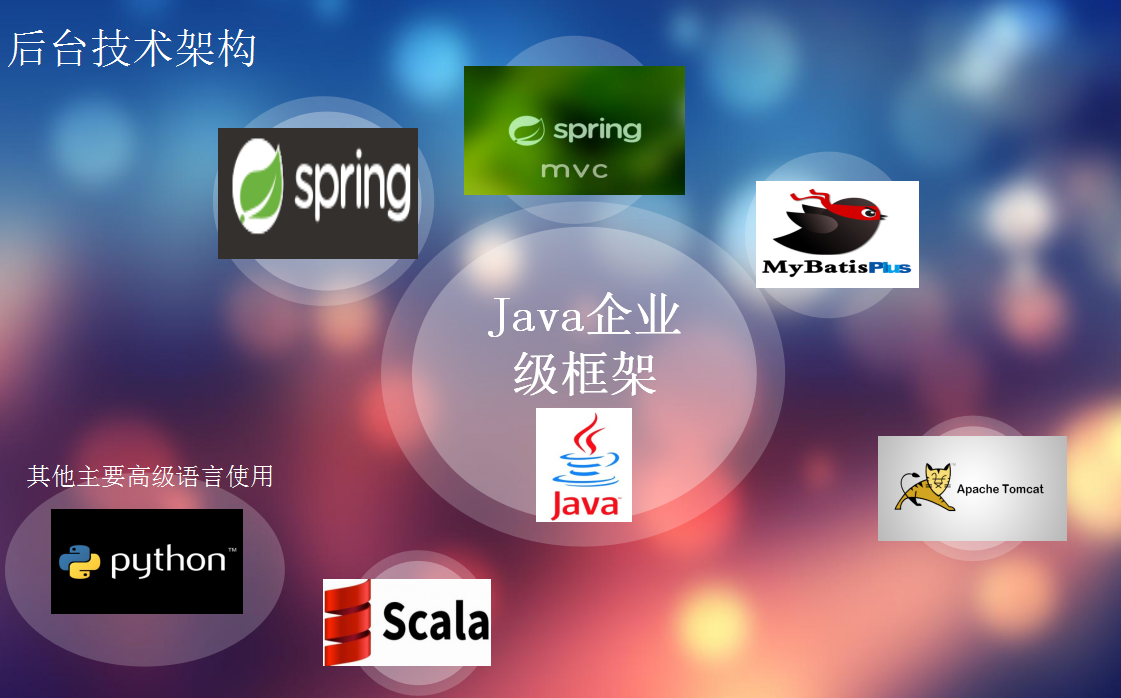 后台技术架构
spring
spring
mvc
MyBatisPlus
Java企业
级框架
Java™
Apache Tomcat
其他主要高级语言使用
python™
Scala